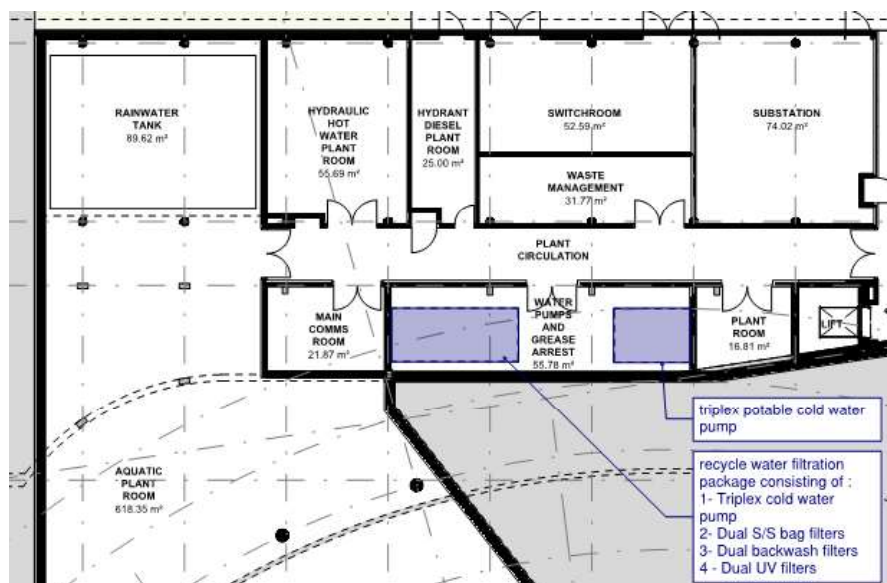 RAINWATER
TANK
89.62 m²
HYDRAULIC
HOT
WATER
PLANT
ROOM
55.69 m²
HYDRANT
DIESEL
PLANT
ROOM
25.00 m²
SWITCHROOM
52.59 m²
SUBSTATION
74.02 m²
WASTE
MANAGEMENT
31.77 m²
PLANT
CIRCULATION
MAIN
COMMS
ROOM
21.87 m²
WATER
PUMPS
AND
GREASE
ARREST
55.78 m²
PLANT
ROOM
16.81 m²
LIFT
triplex potable cold water
pump
recycle water filtration
package consisting of :
1- Triplex cold water
pump
2- Dual S/S bag filters
3- Dual backwash filters
4 - Dual UV filters
AQUATIC
PLANT
ROOM
618.35 m²